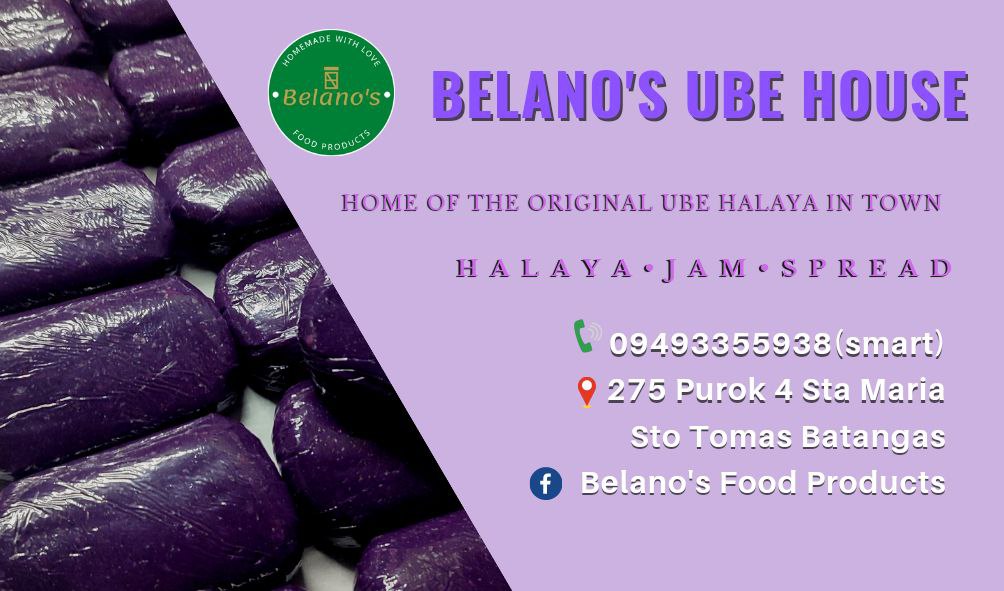 HOMEMADE WITH LOVE
Belano's
FOOD PRODUCTS
BELANO'S UBE HOUSE
HOME OF THE ORIGINAL UBE HALAYA IN TOWN
HALAYA•JAM•SPREAD
09493355938(smart)
275 Purok 4 Sta Maria
Sto Tomas Batangas
Belano's Food Products